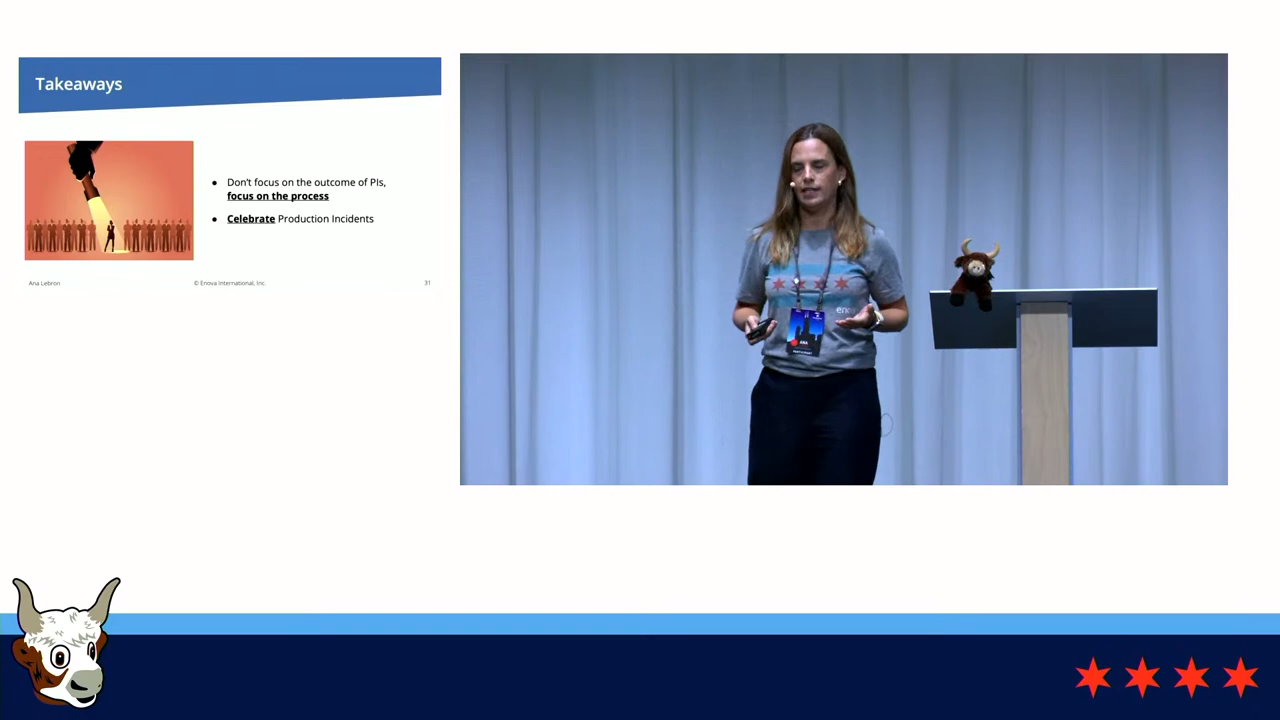 Takeaways
● Don't focus on the outcome of PIs,
focus on the process
● Celebrate Production Incidents
Ana Lebron
© Enova International, Inc.
31
ANA